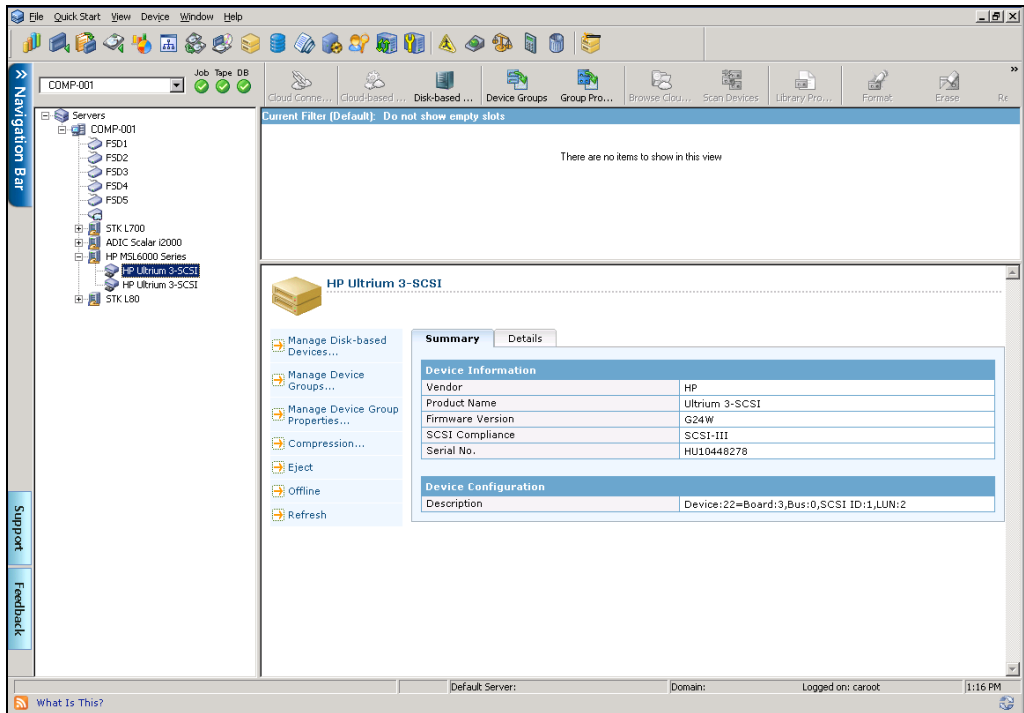 File Quick Start View Device Window Help
Navigation Bar
COMP-001
Job Tape DB
Cloud Conne... Cloud-based ... Disk-based ... Device Groups Group Pro... Browse Clou... Scan Devices Library Pro... Format Erase Re
»
Servers
COMP-001
FSD1
FSD2
FSD3
FSD4
FSD5
STK L700
ADIC Scalar i2000
HP MSL6000 Series
HP Ultrium 3-SCSI
HP Ultrium 3-SCSI
STK L80
Current Filter (Default): Do not show empty slots
There are no items to show in this view
HP Ultrium 3-SCSI
Manage Disk-based
Devices...
Manage Device
Groups...
Manage Device Group
Properties...
Compression...
Eject
Offline
Refresh
Summary Details
Device Information
Vendor HP
Product Name Ultrium 3-SCSI
Firmware Version G24W
SCSI Compliance SCSI-III
Serial No. HU10448278
Device Configuration
Description Device:22=Board:3,Bus:0,SCSI ID:1,LUN:2
Support
Feedback
Default Server: Domain: Logged on: caroot 1:16 PM
What Is This?